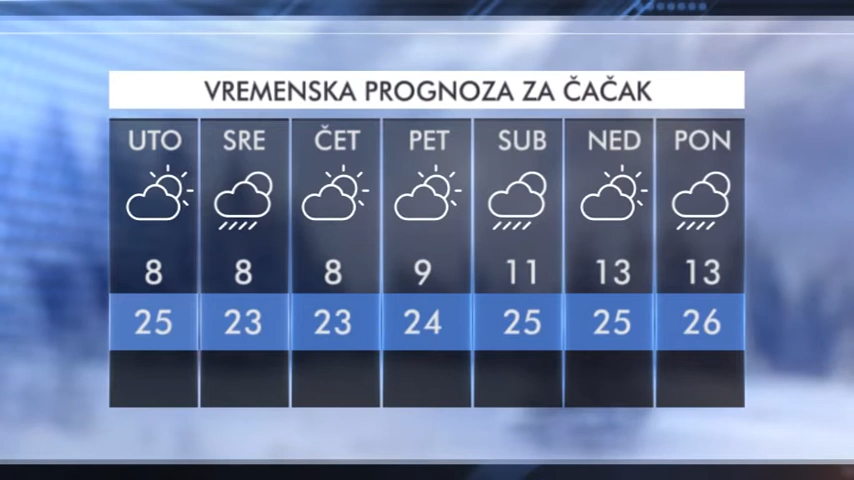 VREMENSKA PROGNOZA ZA ČAČAK
UTO SRE ČET PET SUB NED PON
8 8 8 9 11 13 13
25 23 23 24 25 25 26